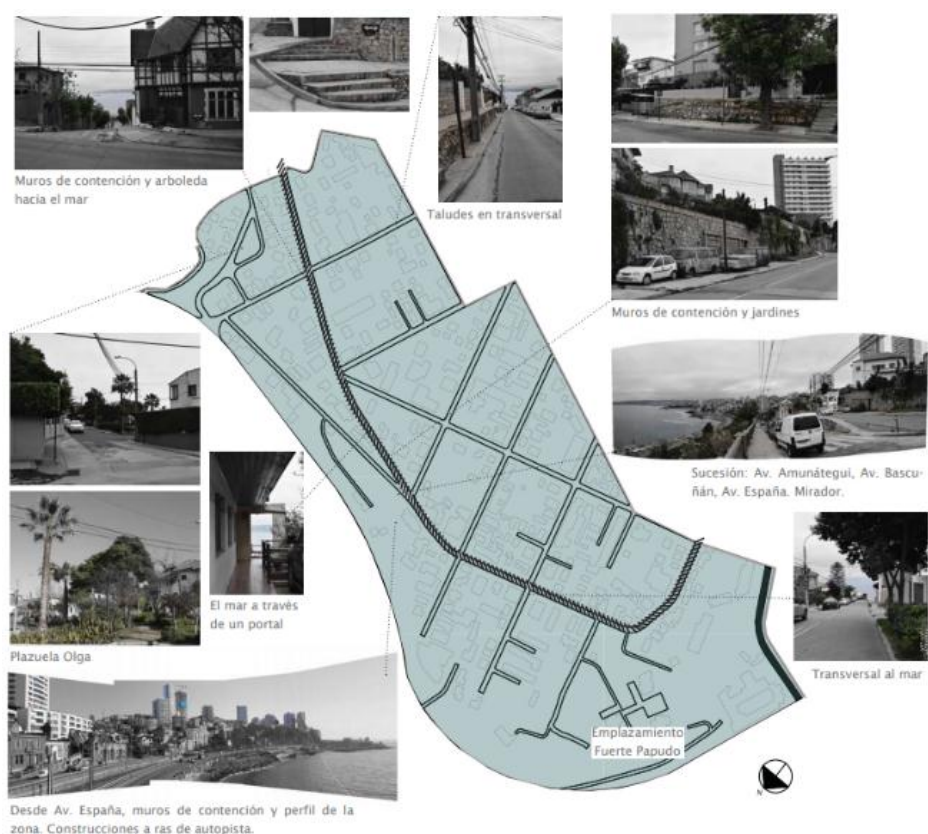 Muros de contención y arboleda
hacia el mar
Taludes en transversal
Muros de contención y jardines
Sucesión: Av. Amunátegui, Av. Bascu-
ñán, Av. España. Mirador.
El mar a través
de un portal
Plazuela Olga
Transversal al mar
Emplazamiento
Fuerte Papudo
N
Desde Av. España, muros de contención y perfil de la
zona. Construcciones a ras de autopista.